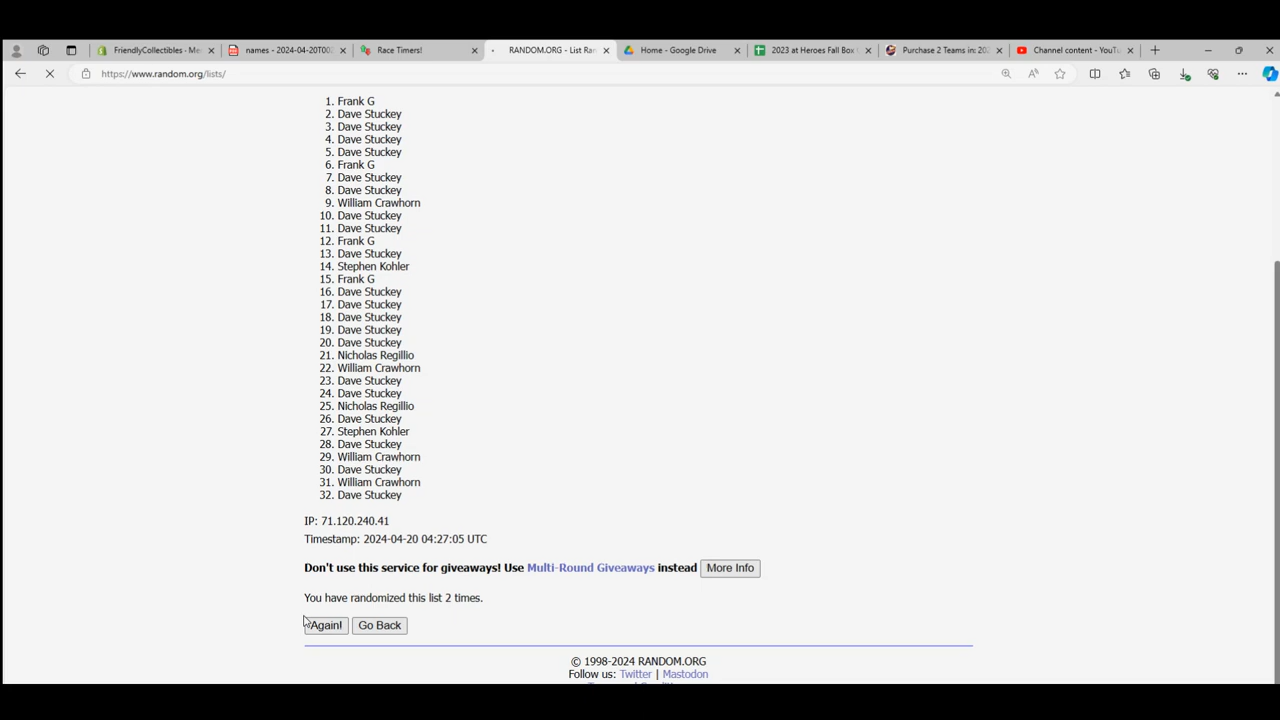 FriendlyCollectibles - Me
names - 2024-04-20T00
Race Timers!
RANDOM.ORG - List Ran
Home - Google Drive
2023 at Heroes Fall Box
Purchase 2 Teams in: 202
Channel content - YouTu
https://www.random.org/lists/
1. Frank G
2. Dave Stuckey
3. Dave Stuckey
4. Dave Stuckey
5. Dave Stuckey
6. Frank G
7. Dave Stuckey
8. Dave Stuckey
9. William Crawhorn
10. Dave Stuckey
11. Dave Stuckey
12. Frank G
13. Dave Stuckey
14. Stephen Kohler
15. Frank G
16. Dave Stuckey
17. Dave Stuckey
18. Dave Stuckey
19. Dave Stuckey
20. Dave Stuckey
21. Nicholas Regillio
22. William Crawhorn
23. Dave Stuckey
24. Dave Stuckey
25. Nicholas Regillio
26. Dave Stuckey
27. Stephen Kohler
28. Dave Stuckey
29. William Crawhorn
30. Dave Stuckey
31. William Crawhorn
32. Dave Stuckey
IP: 71.120.240.41
Timestamp: 2024-04-20 04:27:05 UTC
Don't use this service for giveaways! Use Multi-Round Giveaways instead More Info
You have randomized this list 2 times.
Again! Go Back
© 1998-2024 RANDOM.ORG
Follow us: Twitter | Mastodon